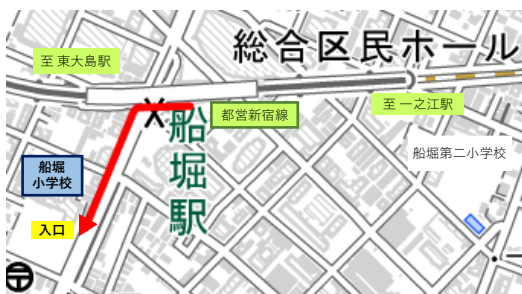 総合区民ホール
至 東大島駅
至 一之江駅
都営新宿線
船堀駅
船堀第二小学校
船堀
小学校
入口